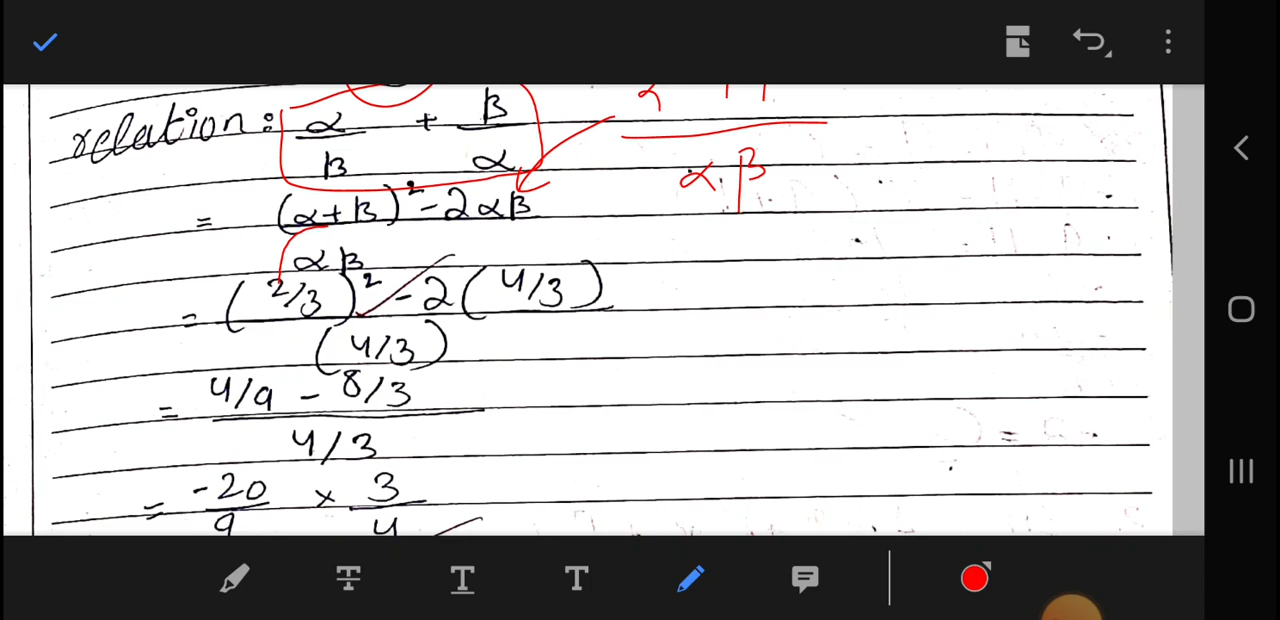 relation: α/β + β/α
αβ
= (α+β)² - 2αβ
αβ
= (2/3)² - 2(4/3)
(4/3)
= 4/9 - 8/3
4/3
= -20/9 × 3/4
T T T